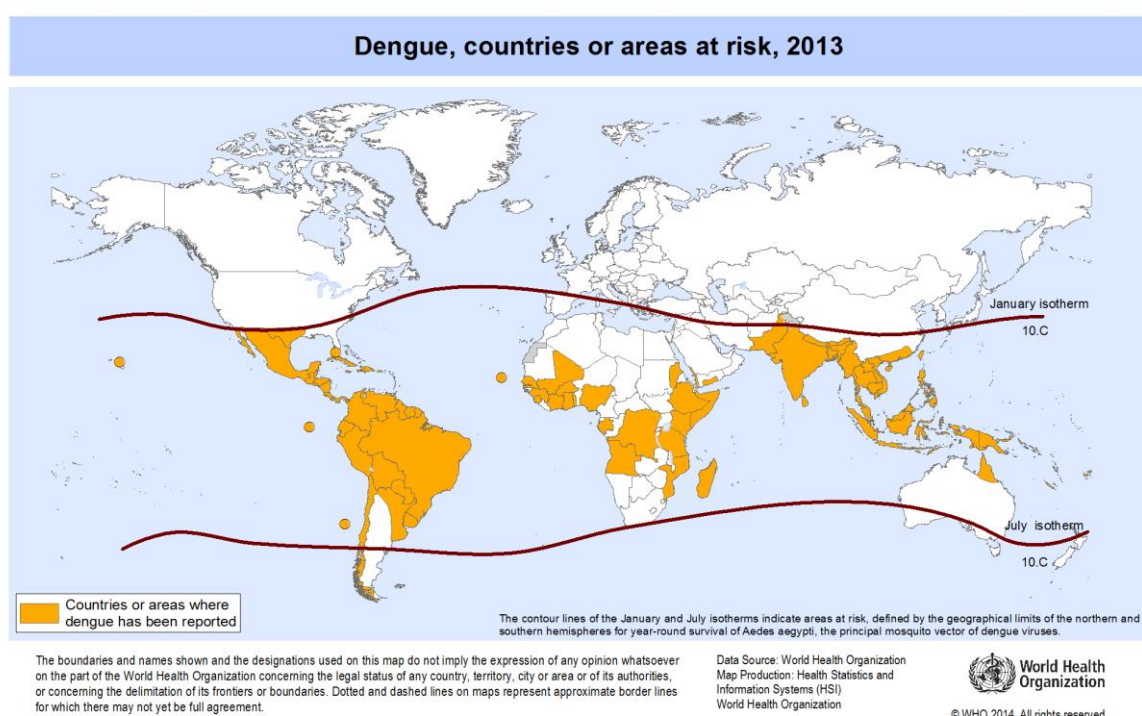 Dengue, countries or areas at risk, 2013
January isotherm
10.C
July isotherm
10.C
Countries or areas where
dengue has been reported
The contour lines of the January and July isotherms indicate areas at risk, defined by the geographical limits of the northern and
southern hemispheres for year-round survival of Aedes aegypti, the principal mosquito vector of dengue viruses.
The boundaries and names shown and the designations used on this map do not imply the expression of any opinion whatsoever
on the part of the World Health Organization concerning the legal status of any country, territory, city or area or of its authorities,
or concerning the delimitation of its frontiers or boundaries. Dotted and dashed lines on maps represent approximate border lines
for which there may not yet be full agreement.
Data Source: World Health Organization
Map Production: Health Statistics and
Information Systems (HSI)
World Health Organization
World Health
Organization
© WHO 2014. All rights reserved